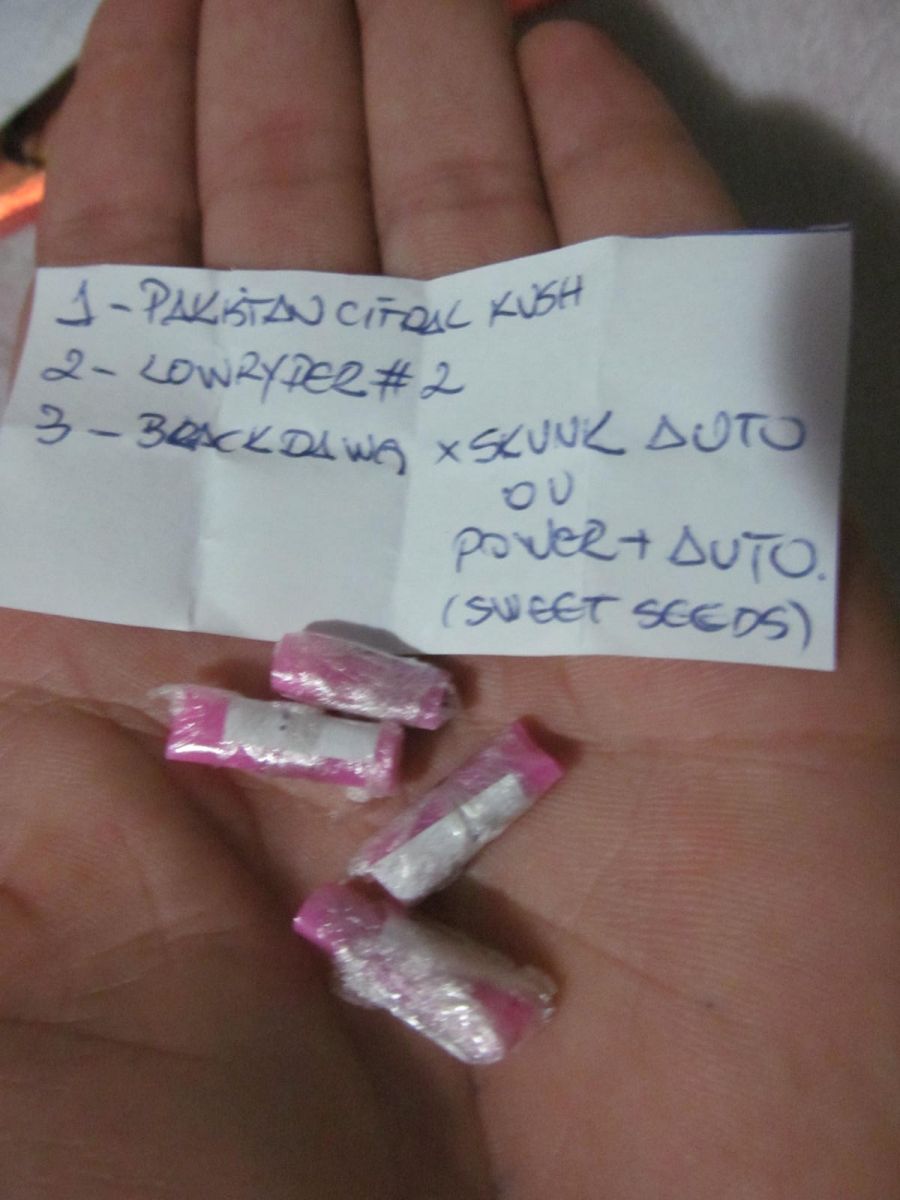 1 - PAKISTAN CITRAL KUSH
2 - LOWRYDER #2
3 - BLACKDAWG x SKUNK AUTO
OU
POWER + AUTO.
(SWEET SEEDS)